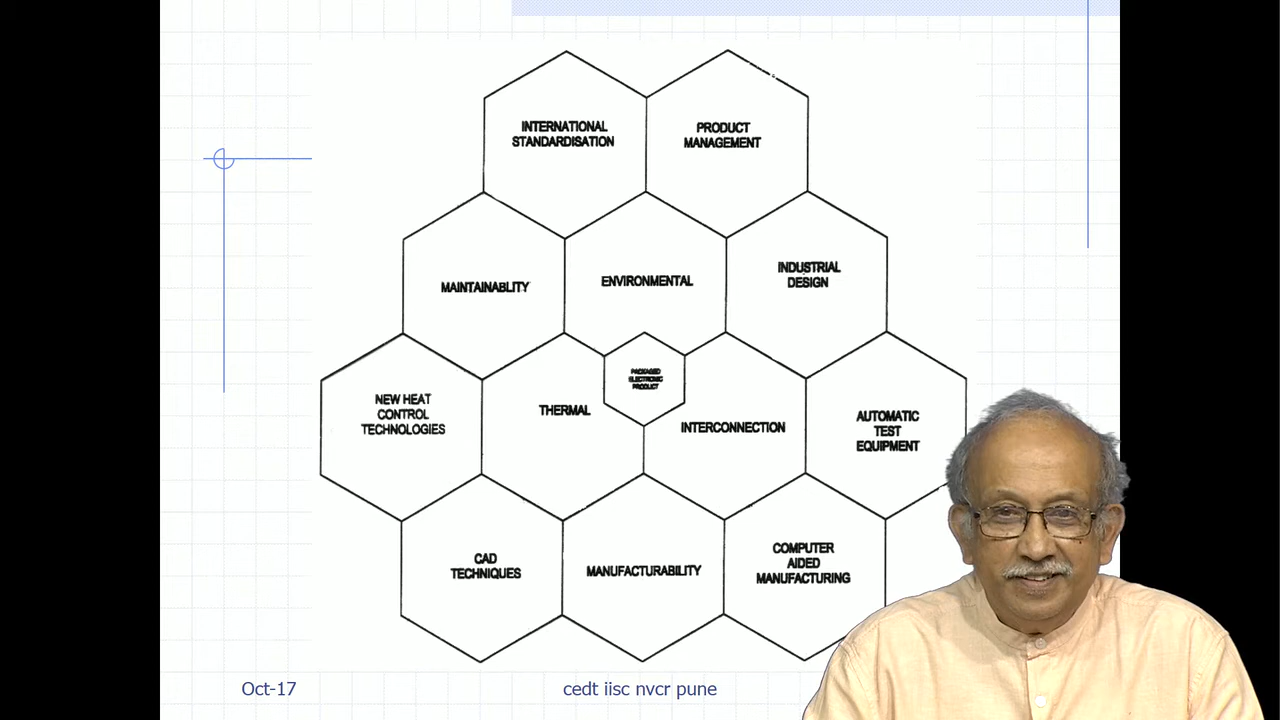 INTERNATIONAL
STANDARDISATION
PRODUCT
MANAGEMENT
MAINTAINABLITY
ENVIRONMENTAL
INDUSTRIAL
DESIGN
PACKAGED
ELECTRONIC
PRODUCT
NEW HEAT
CONTROL
TECHNOLOGIES
THERMAL
INTERCONNECTION
AUTOMATIC
TEST
EQUIPMENT
CAD
TECHNIQUES
MANUFACTURABILITY
COMPUTER
AIDED
MANUFACTURING
Oct-17
cedt iisc nvcr pune